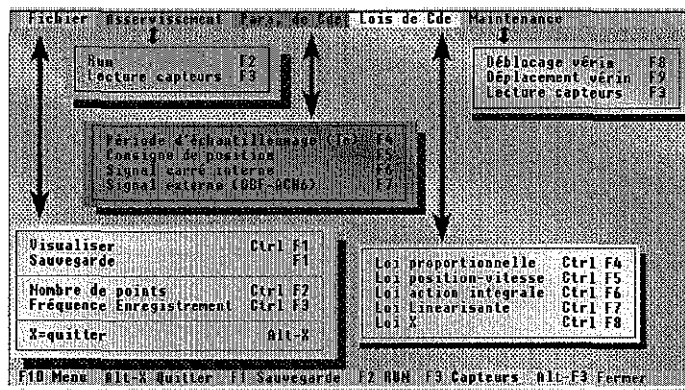 Fichier Asservissement Para. de Cde Lois de Cde Maintenance
Run F2
Lecture capteurs F3
Déblocage vérin F8
Déplacement vérin F9
Lecture capteurs F3
Période d'échantillonnage (Te) F4
Consigne de position F5
Signal carré interne F6
Signal externe (GBF-ACH6) F7
Visualiser Ctrl F1
Sauvegarde F1
Nombre de points Ctrl F2
Fréquence Enregistrement Ctrl F3
X=quitter Alt-X
Loi proportionnelle Ctrl F4
Loi position-vitesse Ctrl F5
Loi action intégrale Ctrl F6
Loi Linearisante Ctrl F7
Loi X Ctrl F8
F10 Menu Alt-X Quitter F1 Sauvegarde F2 RUN F3 Capteurs Alt-F3 Fermer